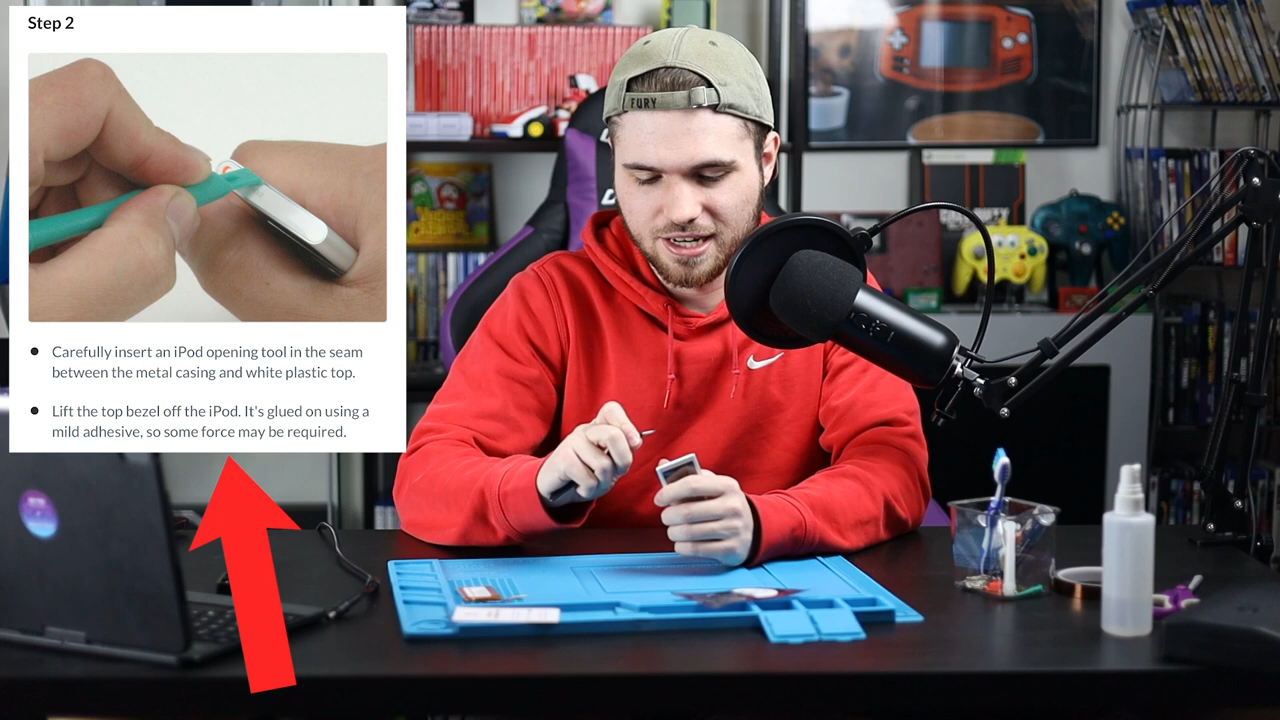 Step 2
Carefully insert an iPod opening tool in the seam
between the metal casing and white plastic top.
Lift the top bezel off the iPod. It's glued on using a
mild adhesive, so some force may be required.
FURY